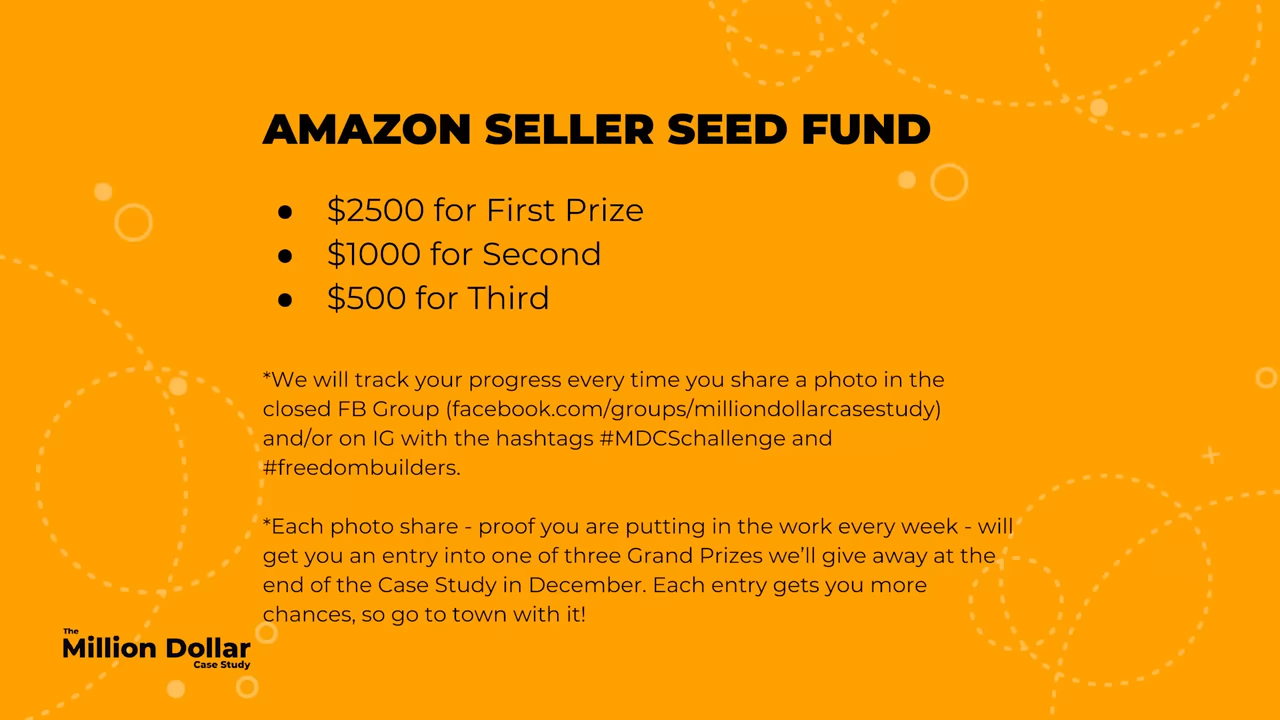 AMAZON SELLER SEED FUND
● $2500 for First Prize
● $1000 for Second
● $500 for Third
*We will track your progress every time you share a photo in the
closed FB Group (facebook.com/groups/milliondollarcasestudy)
and/or on IG with the hashtags #MDCSchallenge and
#freedombuilders.
*Each photo share - proof you are putting in the work every week - will
get you an entry into one of three Grand Prizes we’ll give away at the
end of the Case Study in December. Each entry gets you more
chances, so go to town with it!
The
Million Dollar
Case Study